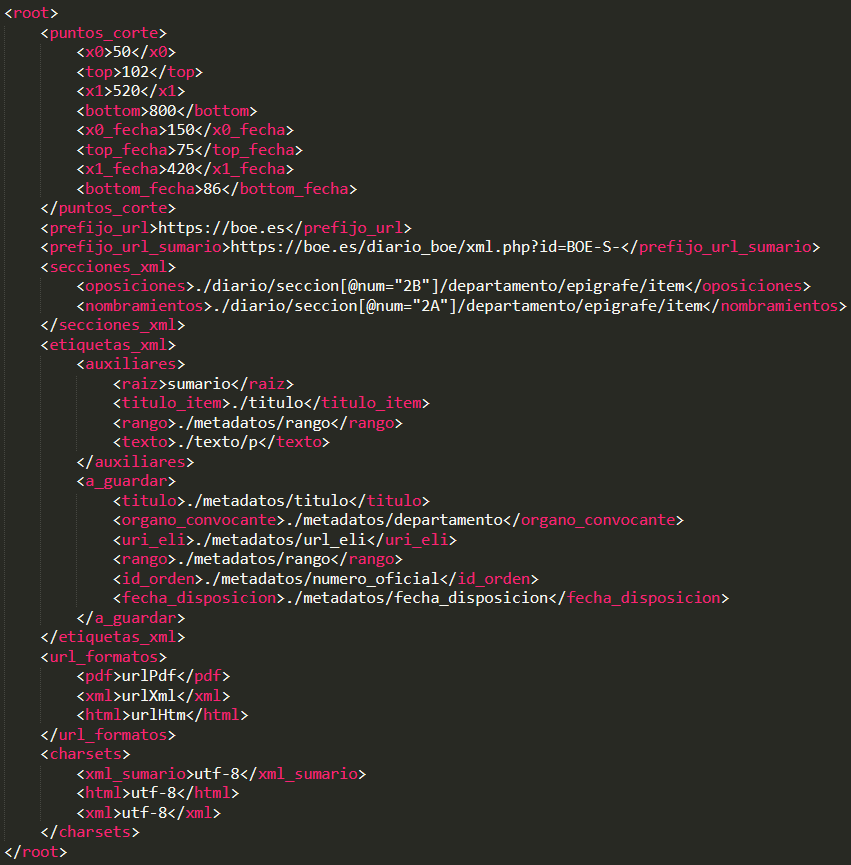 <root>
<puntos_corte>
<x0>50</x0>
<top>102</top>
<x1>520</x1>
<bottom>800</bottom>
<x0_fecha>150</x0_fecha>
<top_fecha>75</top_fecha>
<x1_fecha>420</x1_fecha>
<bottom_fecha>86</bottom_fecha>
</puntos_corte>
<prefijo_url>https://boe.es</prefijo_url>
<prefijo_url_sumario>https://boe.es/diario_boe/xml.php?id=BOE-S-</prefijo_url_sumario>
<secciones_xml>
<oposiciones>./diario/seccion[@num="2B"]/departamento/epigrafe/item</oposiciones>
<nombramientos>./diario/seccion[@num="2A"]/departamento/epigrafe/item</nombramientos>
</secciones_xml>
<etiquetas_xml>
<auxiliares>
<raiz>sumario</raiz>
<titulo_item>./titulo</titulo_item>
<rango>./metadatos/rango</rango>
<texto>./texto/p</texto>
</auxiliares>
<a_guardar>
<titulo>./metadatos/titulo</titulo>
<organo_convocante>./metadatos/departamento</organo_convocante>
<uri_eli>./metadatos/url_eli</uri_eli>
<rango>./metadatos/rango</rango>
<id_orden>./metadatos/numero_oficial</id_orden>
<fecha_disposicion>./metadatos/fecha_disposicion</fecha_disposicion>
</a_guardar>
</etiquetas_xml>
<url_formatos>
<pdf>urlPdf</pdf>
<xml>urlXml</xml>
<html>urlHtm</html>
</url_formatos>
<charsets>
<xml_sumario>utf-8</xml_sumario>
<html>utf-8</html>
<xml>utf-8</xml>
</charsets>
</root>